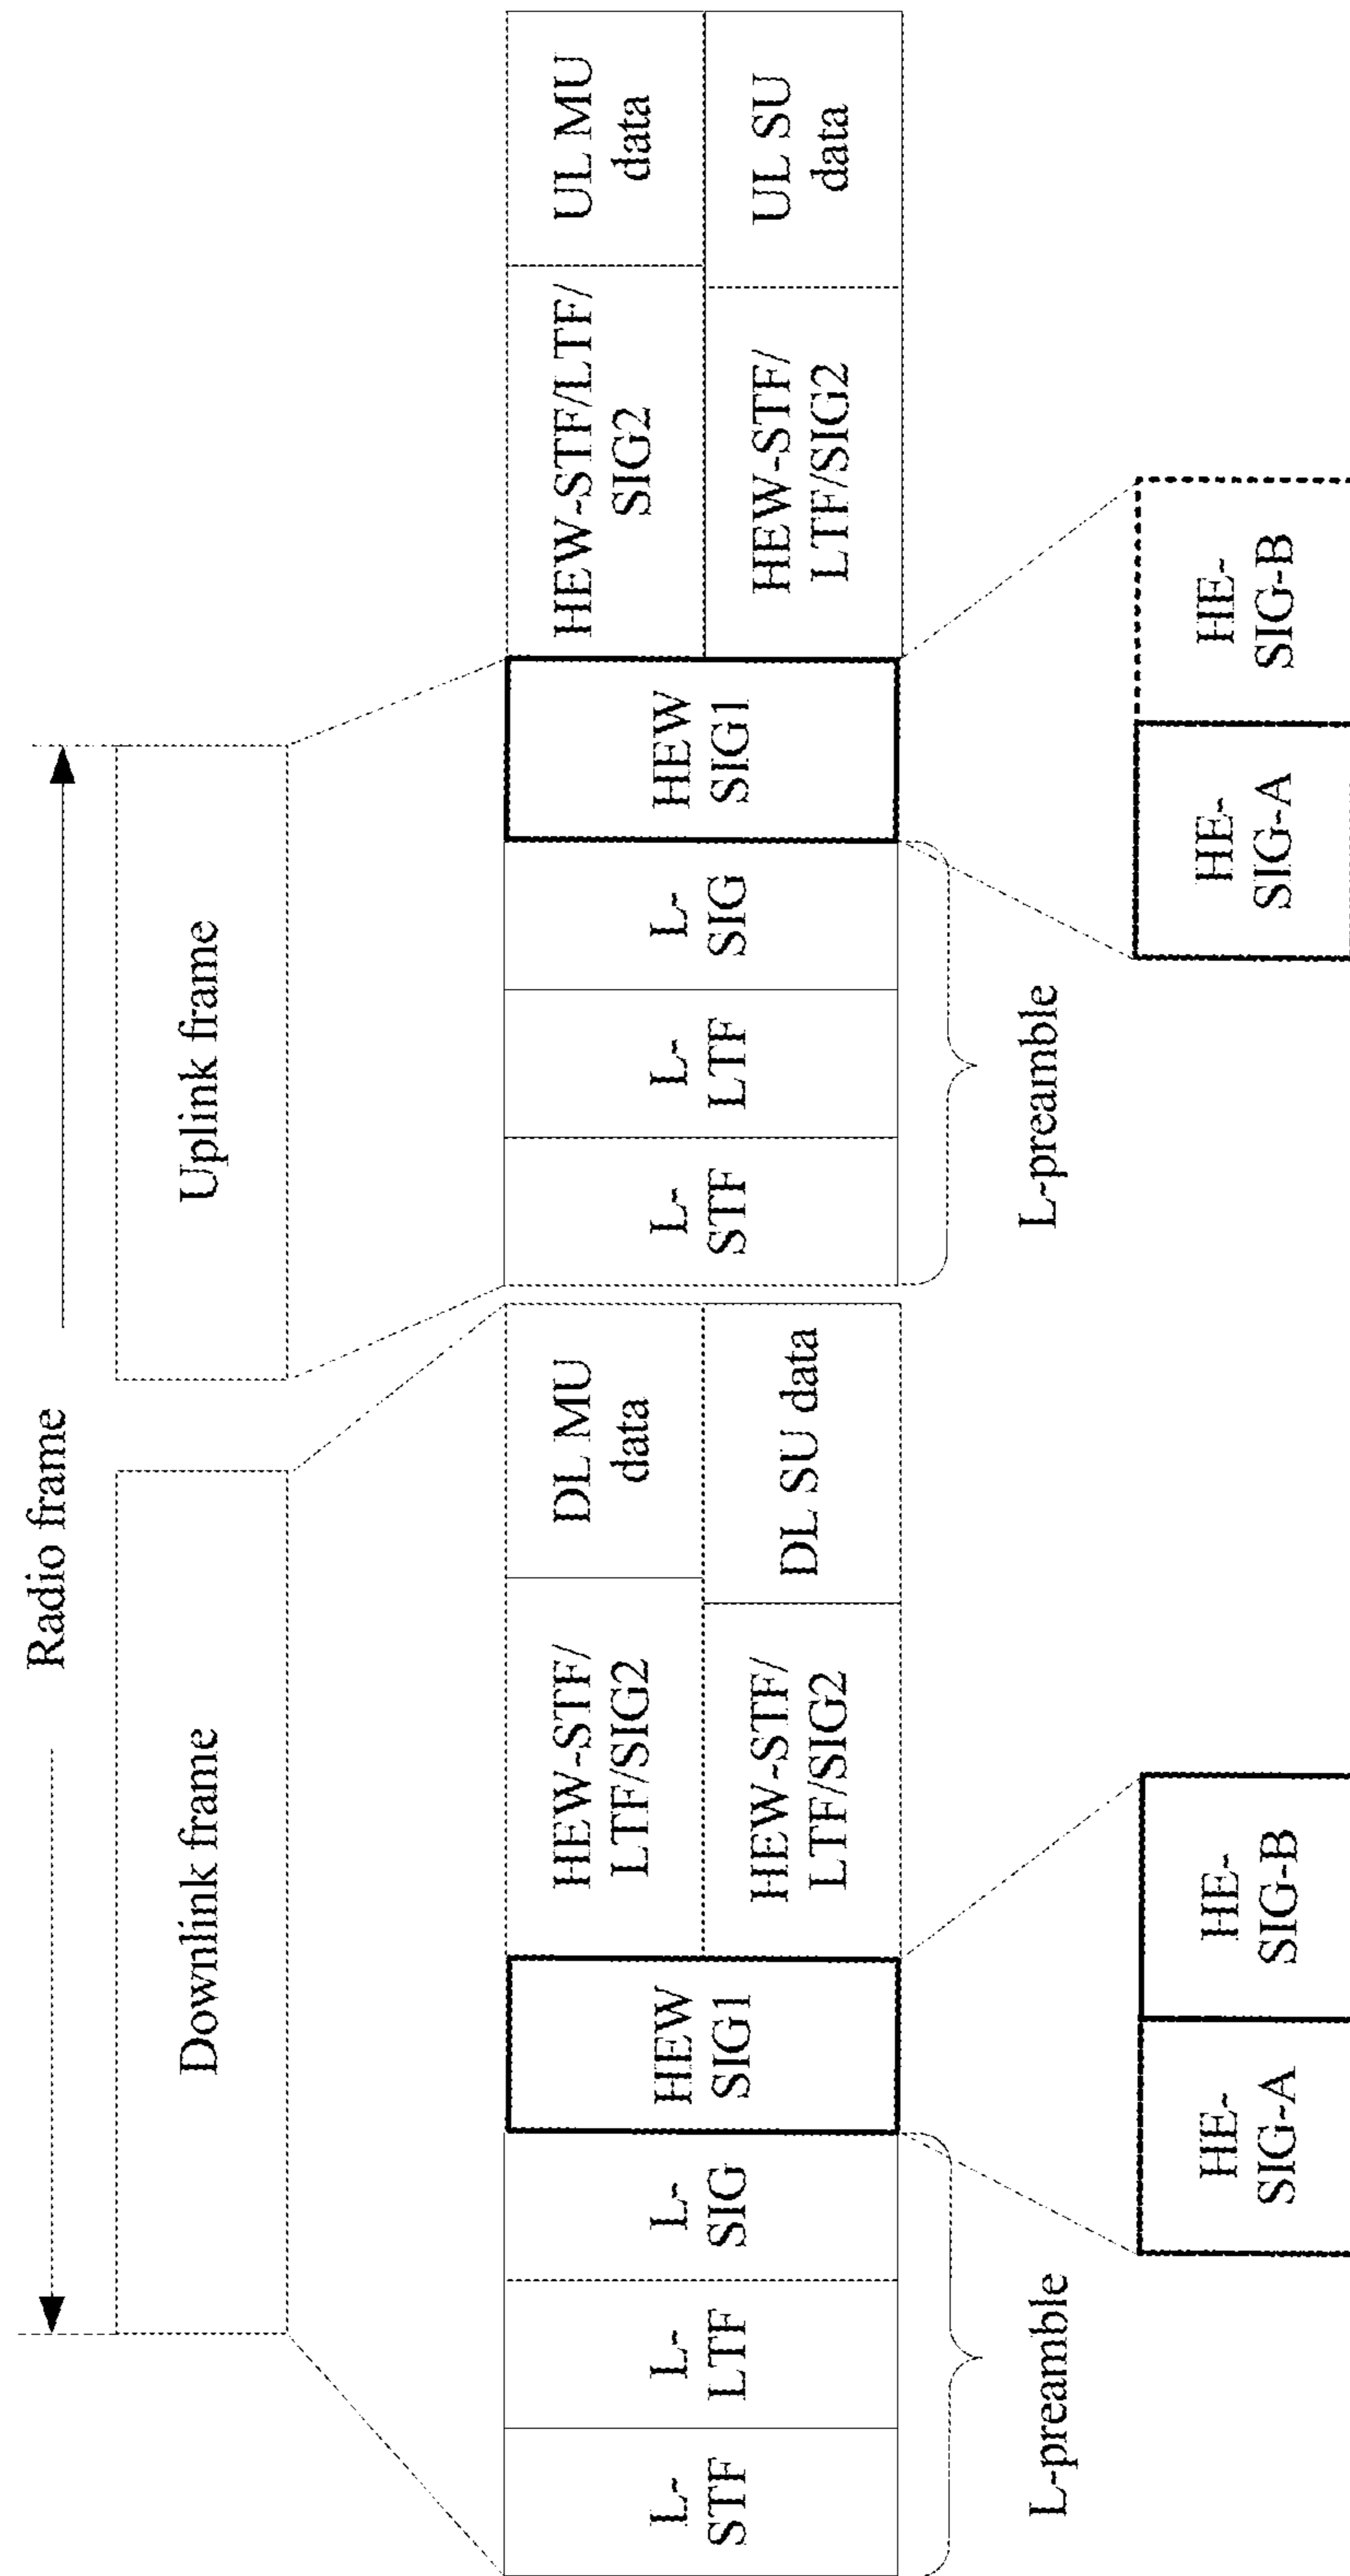 Radio frame
Downlink frame
Uplink frame
L-
STF
L-
LTF
L-
SIG
HEW
SIG1
HEW-STF/
LTF/SIG2
DL MU
data
HEW-STF/
LTF/SIG2
DL SU data
L-
STF
L-
LTF
L-
SIG
HEW
SIG1
HEW-STF/LTF/
SIG2
UL MU
data
HEW-STF/
LTF/SIG2
UL SU
data
L-preamble
L-preamble
HE-
SIG-A
HE-
SIG-B
HE-
SIG-A
HE-
SIG-B